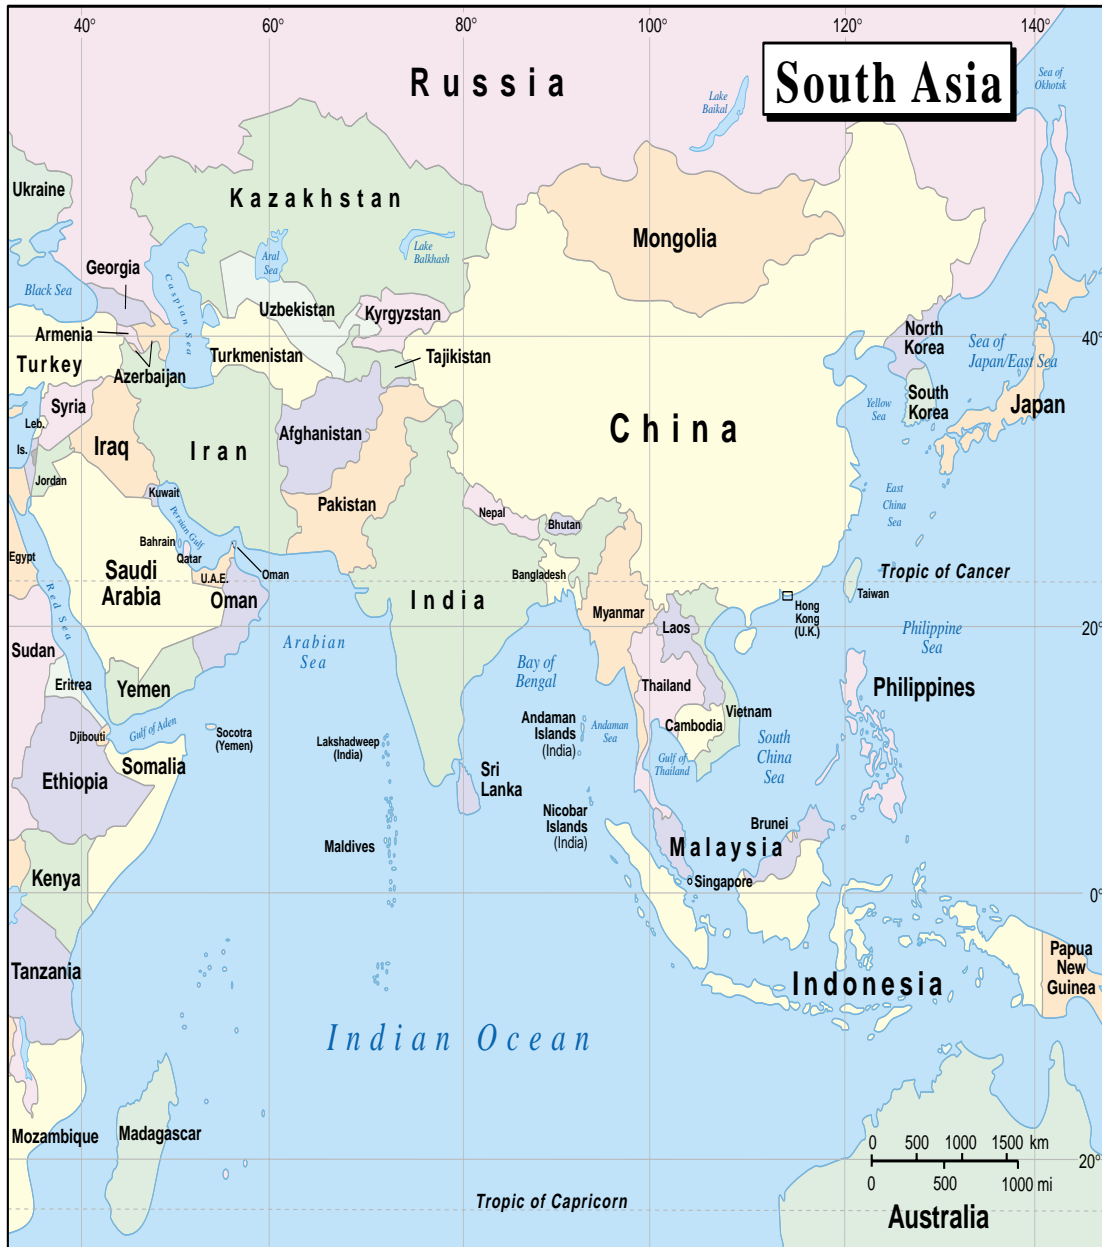 40°
60°
80°
100°
120°
140°
South Asia
Russia
Lake
Baikal
Sea of
Okhotsk
Ukraine
Kazakhstan
Mongolia
Aral
Sea
Lake
Balkhash
Georgia
Black Sea
Caspian Sea
Uzbekistan
Kyrgyzstan
Armenia
Turkmenistan
Tajikistan
Turkey
Azerbaijan
North
Korea
Sea of
Japan/East Sea
40°
South
Korea
Yellow
Sea
Japan
Syria
Leb.
Is.
Iraq
Iran
Afghanistan
China
Jordan
Kuwait
Pakistan
Nepal
Bhutan
East
China
Sea
Persian Gulf
Bahrain
Qatar
Egypt
U.A.E.
Oman
Saudi
Arabia
Oman
Bangladesh
India
Myanmar
Tropic of Cancer
Taiwan
Hong
Kong
(U.K.)
20°
Red Sea
Sudan
Arabian
Sea
Laos
Philippine
Sea
Bay of
Bengal
Eritrea
Yemen
Thailand
Philippines
Vietnam
Cambodia
Djibouti
Gulf of Aden
Socotra
(Yemen)
Lakshadweep
(India)
Andaman
Islands
(India)
Andaman
Sea
South
China
Sea
Gulf of
Thailand
Somalia
Ethiopia
Sri
Lanka
Nicobar
Islands
(India)
Brunei
Malaysia
Maldives
Kenya
Singapore
0°
Tanzania
Papua
New
Guinea
Indonesia
Indian Ocean
Mozambique
Madagascar
0 500 1000 1500 km
0 500 1000 mi
20°
Tropic of Capricorn
Australia